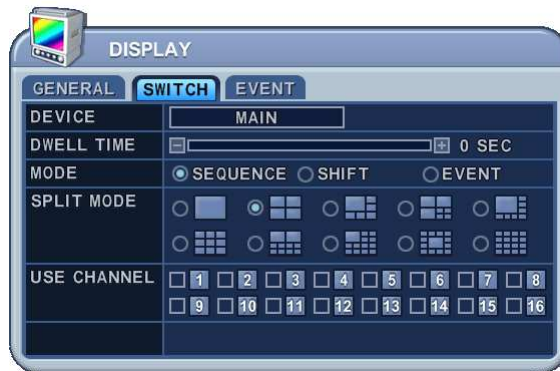 DISPLAY
GENERAL SWITCH EVENT
DEVICE MAIN
DWELL TIME 0 SEC
MODE SEQUENCE SHIFT EVENT
SPLIT MODE
USE CHANNEL 1 2 3 4 5 6 7 8
9 10 11 12 13 14 15 16